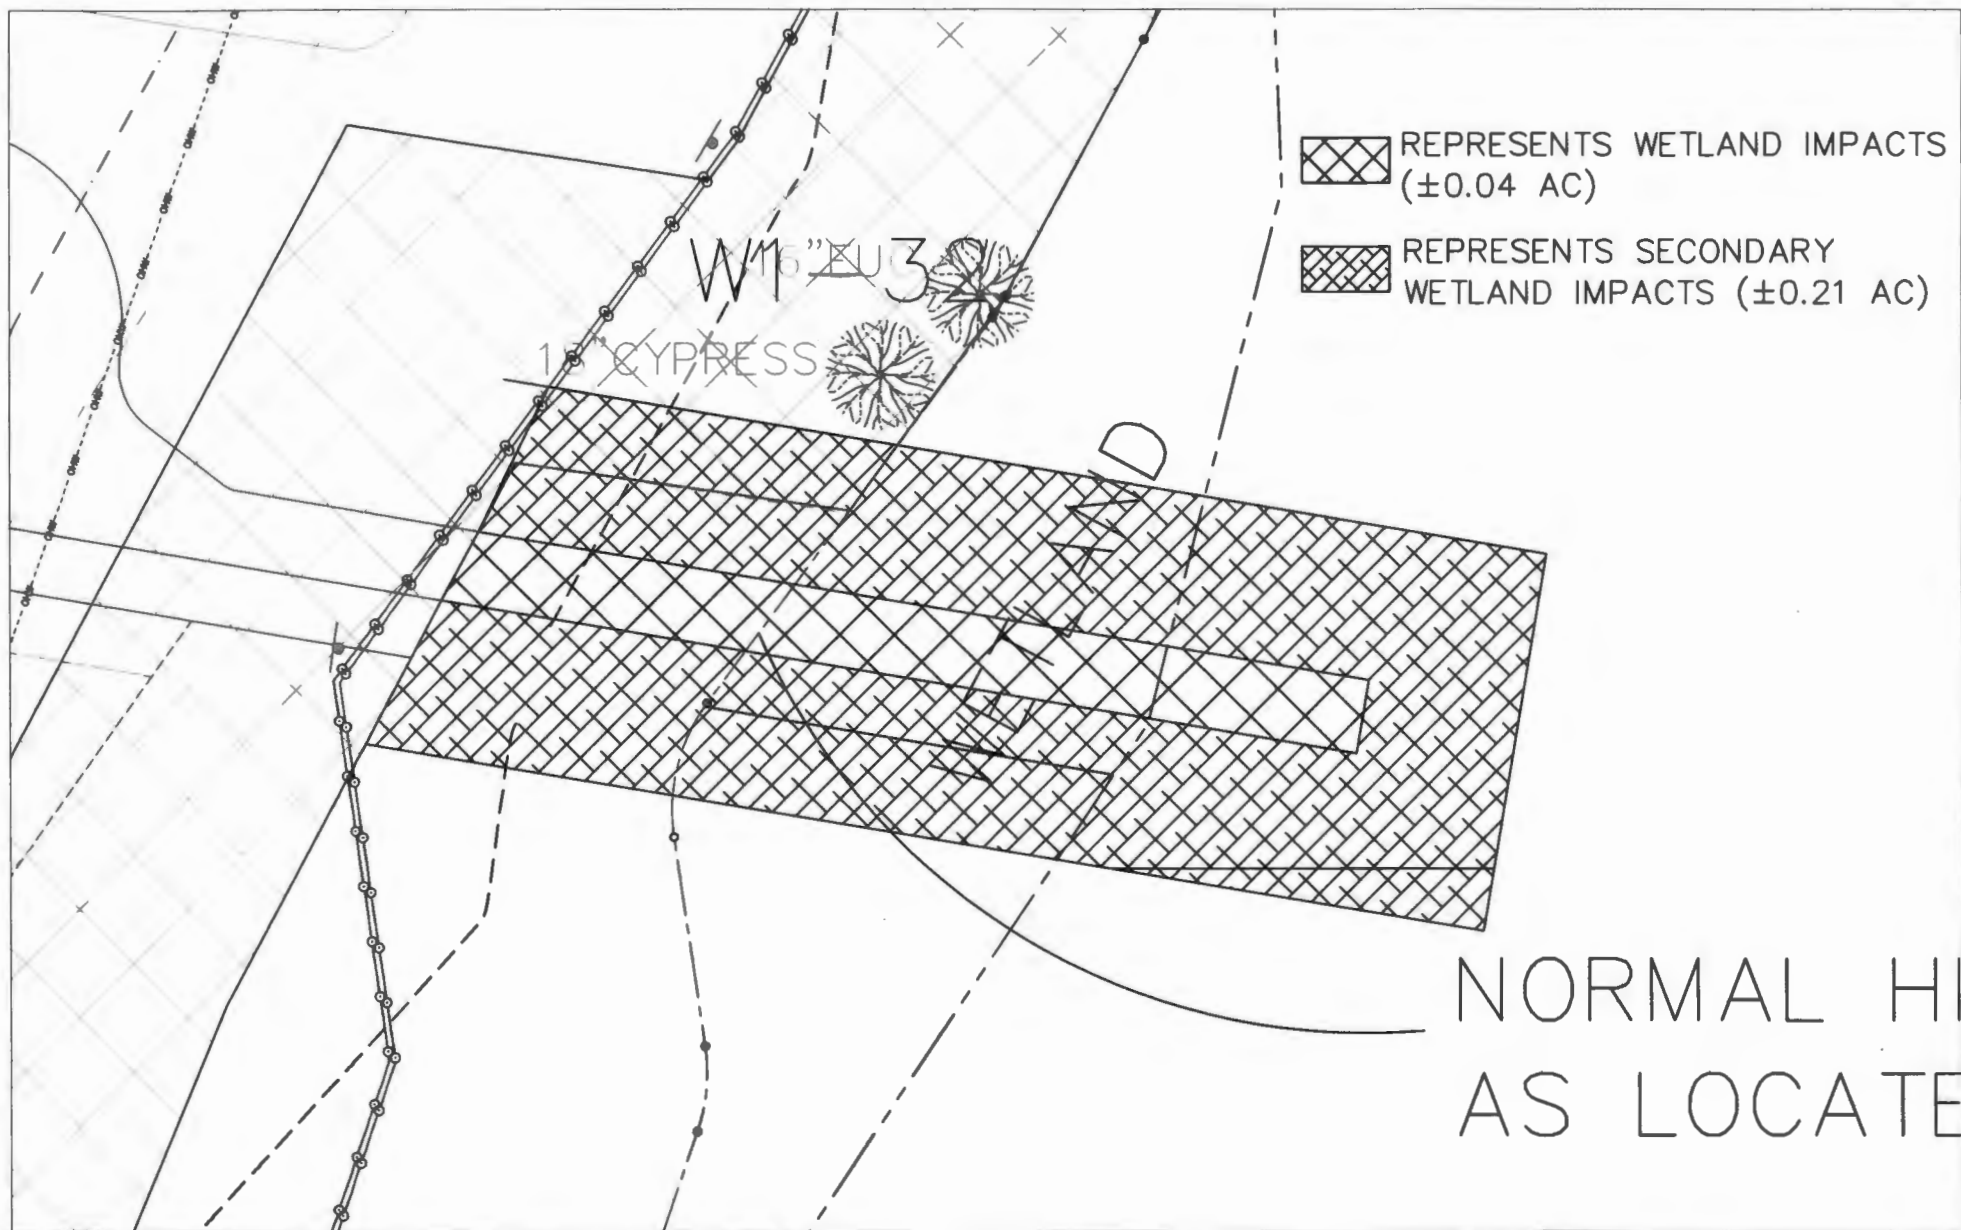 REPRESENTS WETLAND IMPACTS
(±0.04 AC)
REPRESENTS SECONDARY
WETLAND IMPACTS (±0.21 AC)
W1-3
CYPRESS
NORMAL HI
AS LOCATE